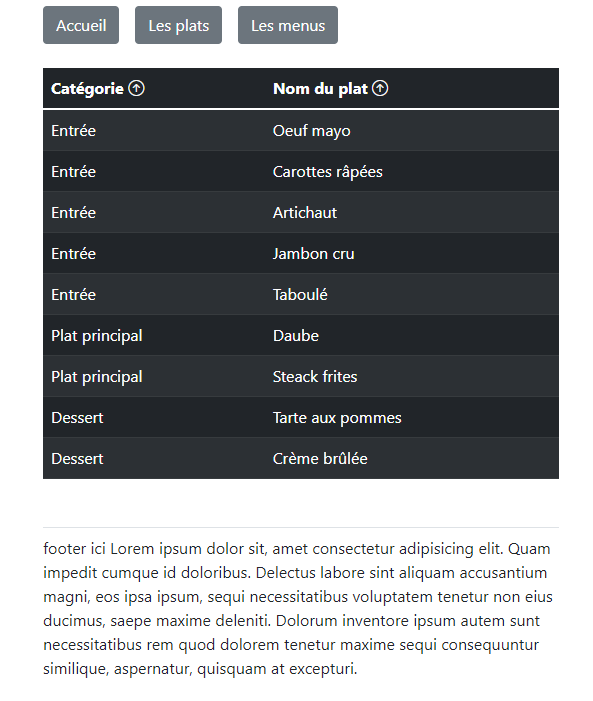 Accueil Les plats Les menus
Catégorie Nom du plat
Entrée Oeuf mayo
Entrée Carottes râpées
Entrée Artichaut
Entrée Jambon cru
Entrée Taboulé
Plat principal Daube
Plat principal Steack frites
Dessert Tarte aux pommes
Dessert Crème brûlée
footer ici Lorem ipsum dolor sit, amet consectetur adipisicing elit. Quam
impedit cumque id doloribus. Delectus labore sint aliquam accusantium
magni, eos ipsa ipsum, sequi necessitatibus voluptatem tenetur non eius
ducimus, saepe maxime deleniti. Dolorum inventore ipsum autem sunt
necessitatibus rem quod dolorem tenetur maxime sequi consequuntur
similique, aspernatur, quisquam at excepturi.